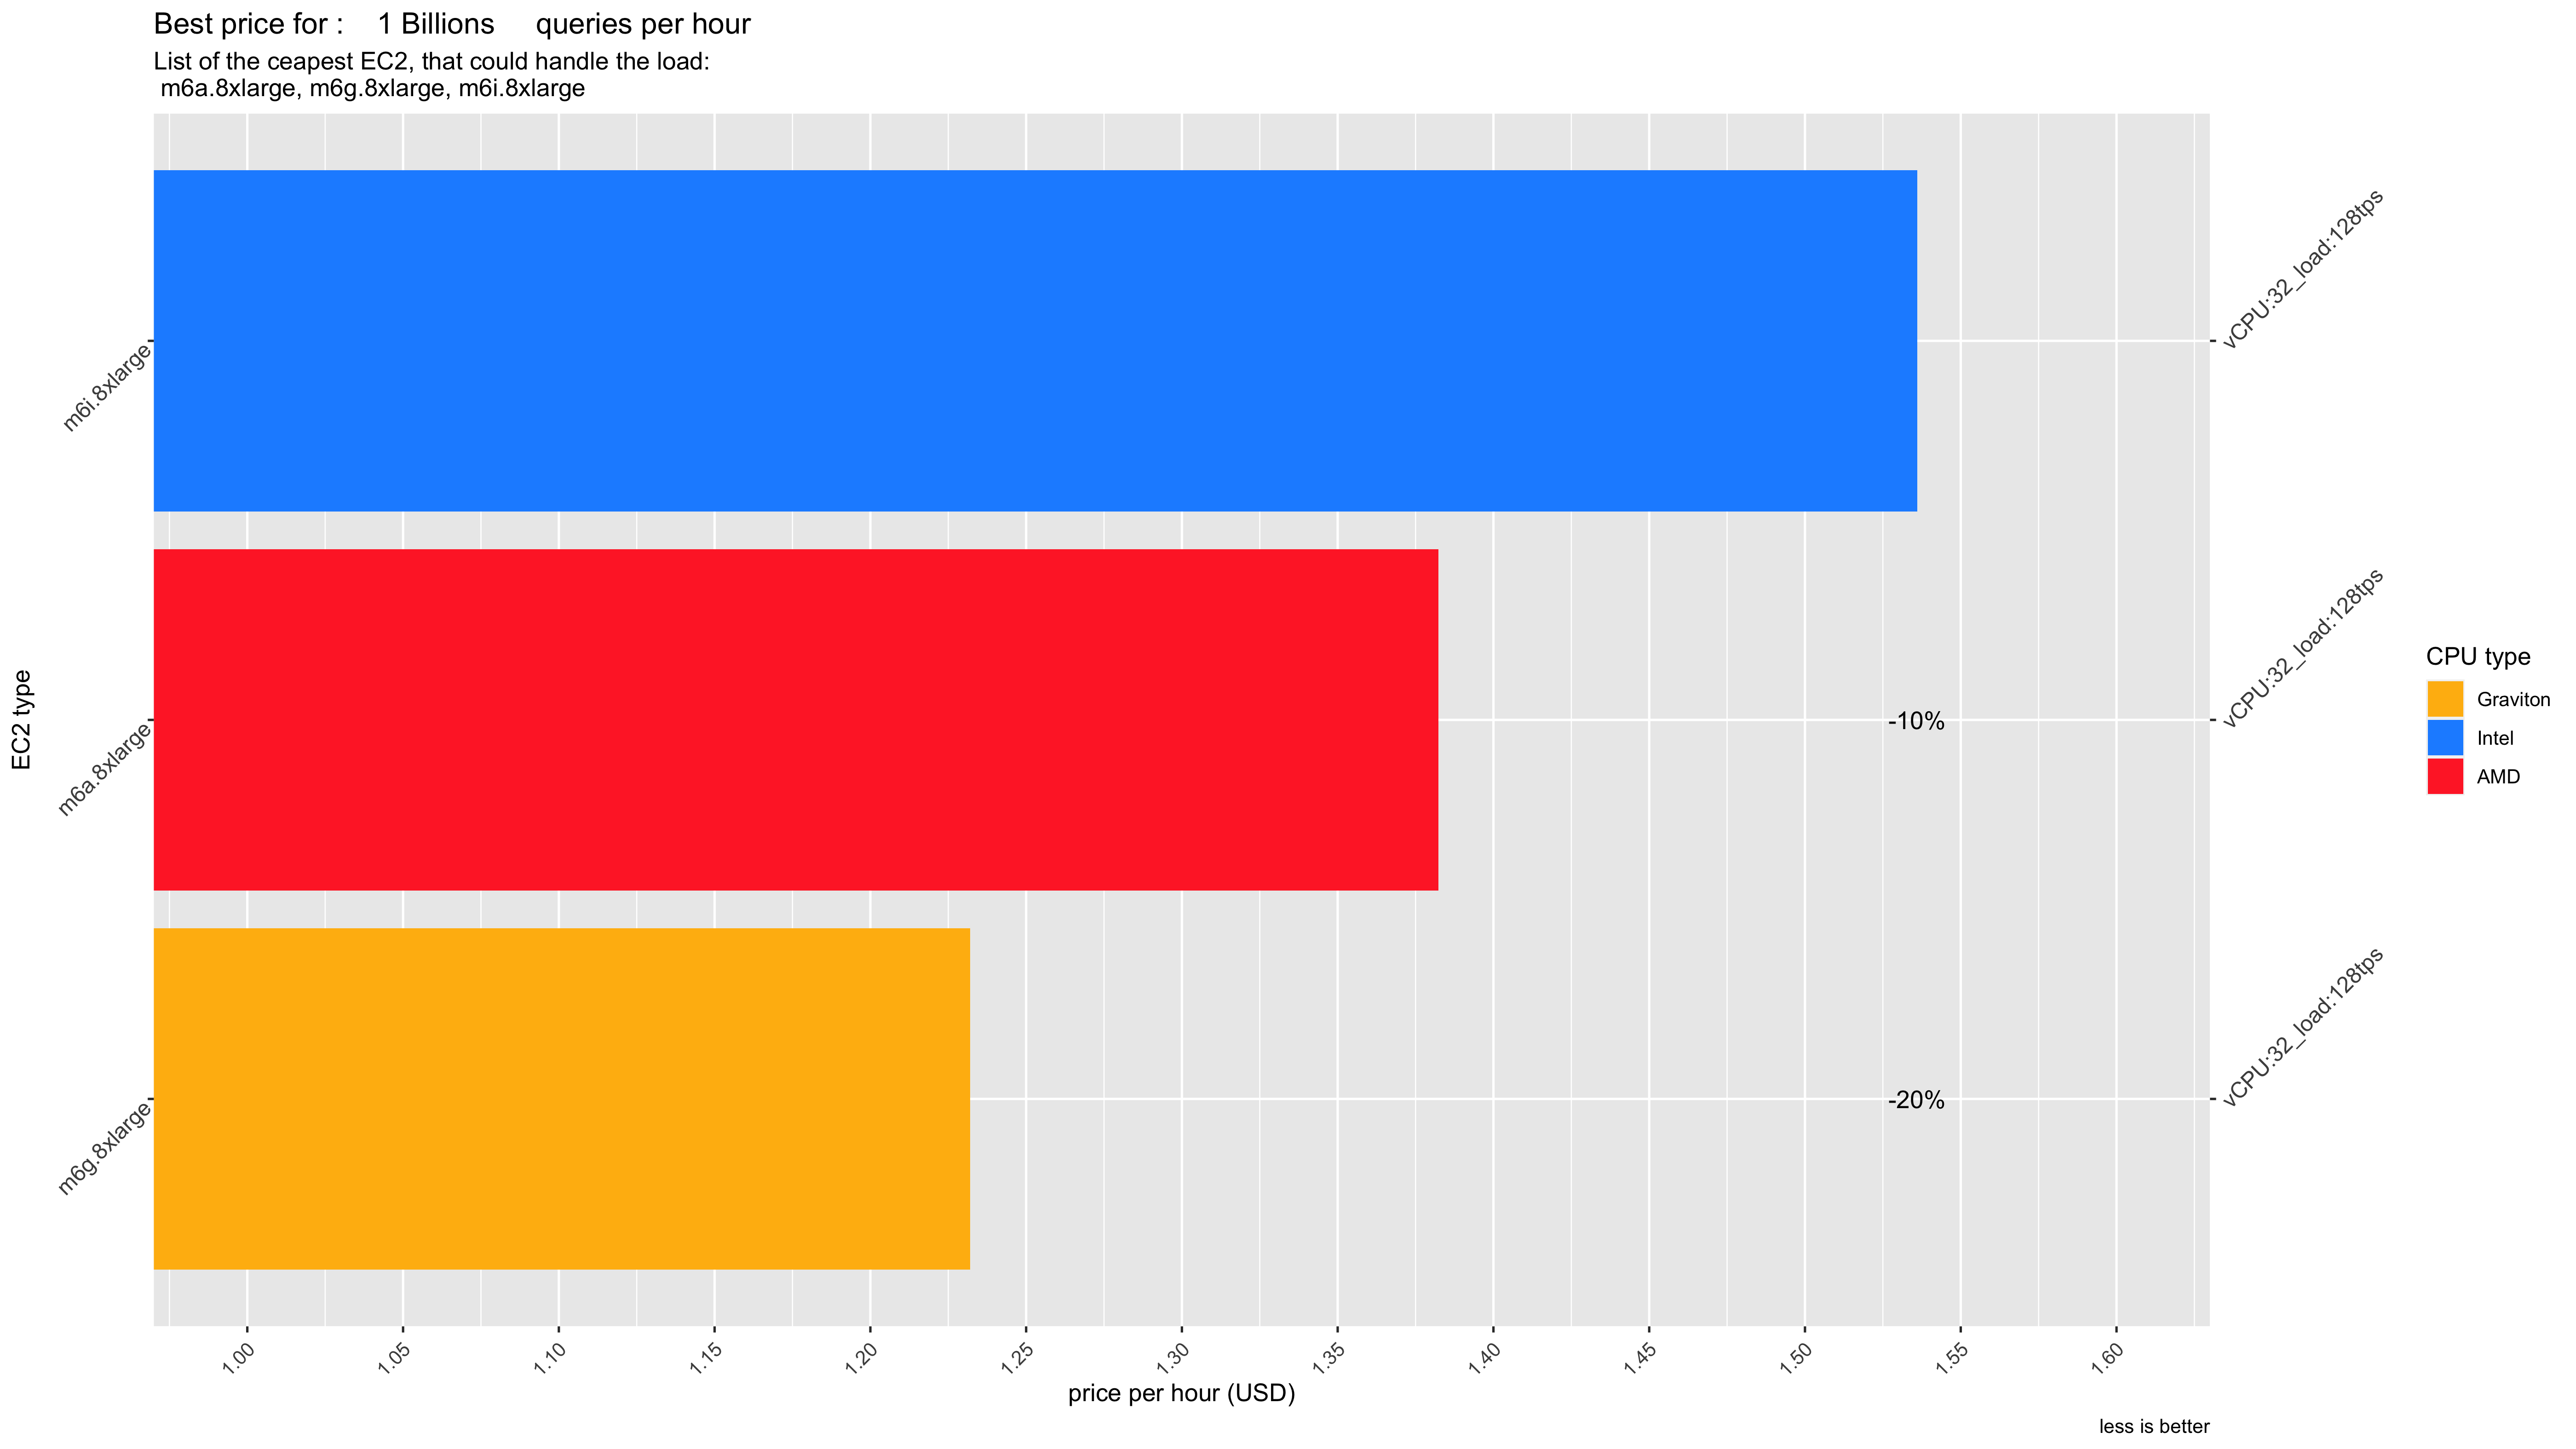 Best price for :    1 Billions     queries per hour
List of the ceapest EC2, that could handle the load:
m6a.8xlarge, m6g.8xlarge, m6i.8xlarge
EC2 type
m6i.8xlarge
vCPU:32_load:128tps
m6a.8xlarge
-10%
vCPU:32_load:128tps
m6g.8xlarge
-20%
vCPU:32_load:128tps
CPU type
Graviton
Intel
AMD
1.00 1.05 1.10 1.15 1.20 1.25 1.30 1.35 1.40 1.45 1.50 1.55 1.60
price per hour (USD)
less is better